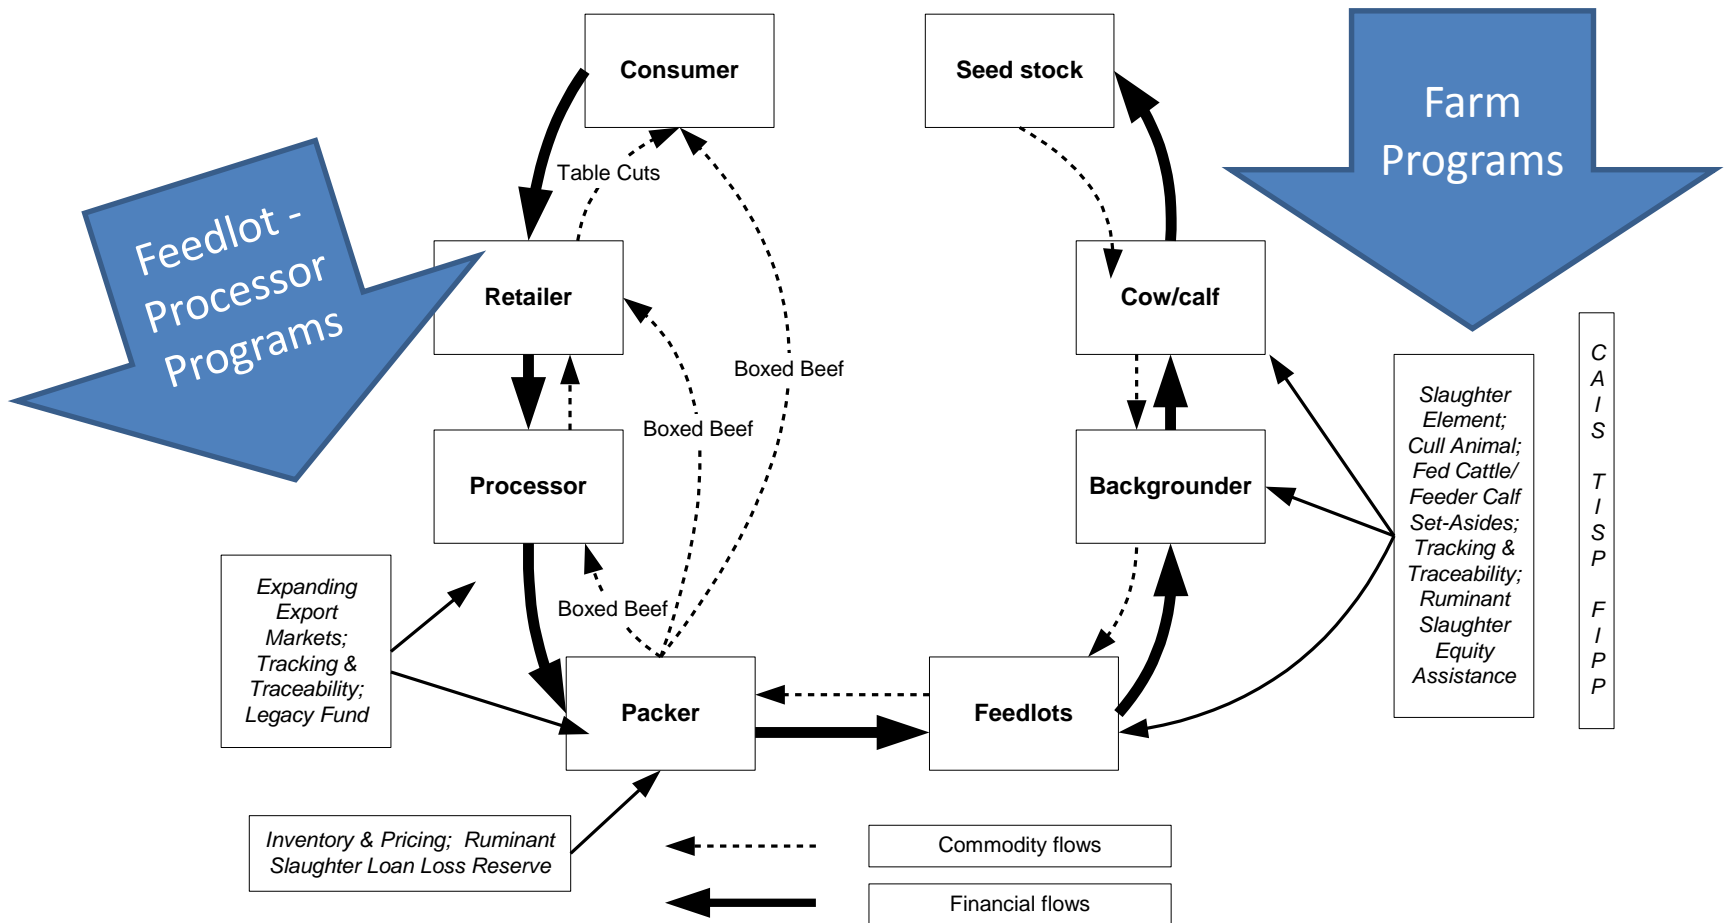 Consumer
Seed stock
Farm
Programs
Table Cuts
Feedlot -
Processor
Programs
Retailer
Cow/calf
Boxed Beef
Boxed Beef
Processor
Backgrounder
Slaughter
Element;
Cull Animal;
Fed Cattle/
Feeder Calf
Set-Asides;
Tracking &
Traceability;
Ruminant
Slaughter
Equity
Assistance
C
A
I
S
T
I
S
P
F
I
P
P
Expanding
Export
Markets;
Tracking &
Traceability;
Legacy Fund
Boxed Beef
Packer
Feedlots
Inventory & Pricing; Ruminant
Slaughter Loan Loss Reserve
Commodity flows
Financial flows